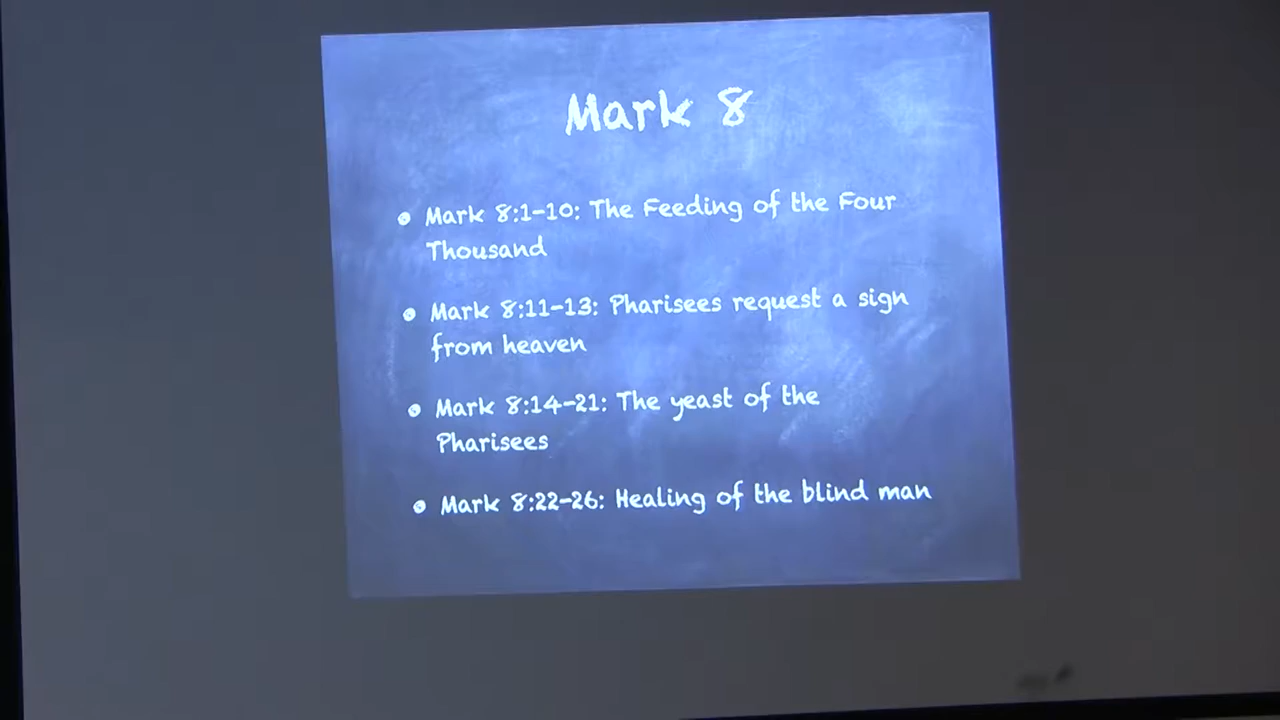 Mark 8
• Mark 8:1-10: The Feeding of the Four
Thousand
• Mark 8:11-13: Pharisees request a sign
from heaven
• Mark 8:14-21: The yeast of the
Pharisees
• Mark 8:22-26: Healing of the blind man